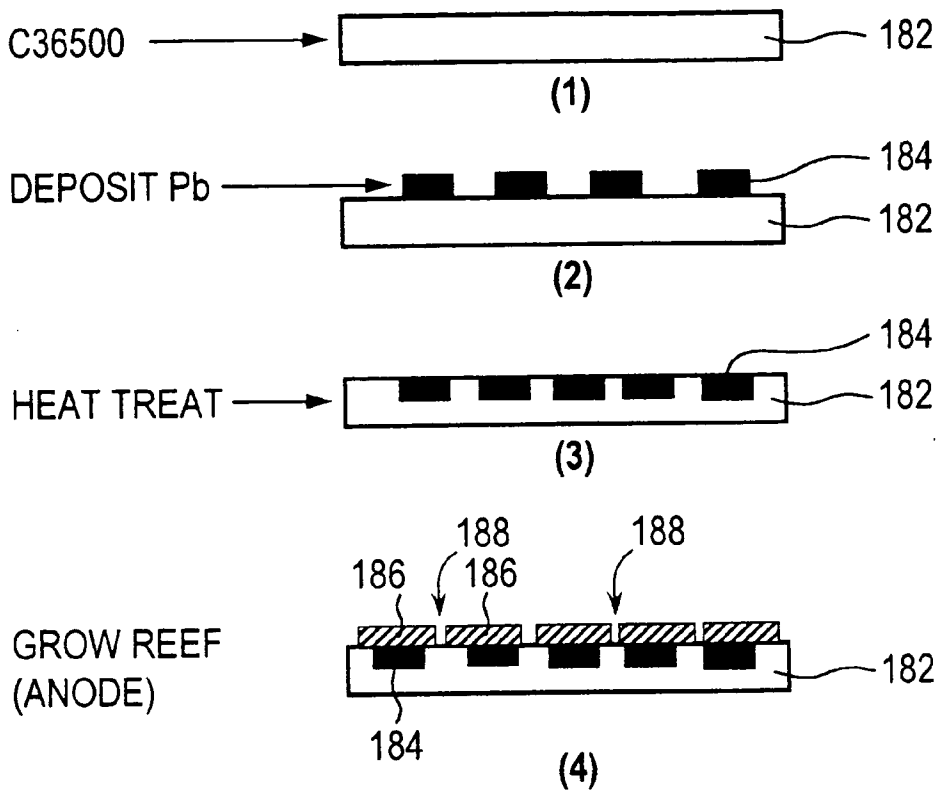 C36500
182
(1)
184
DEPOSIT Pb
182
(2)
184
HEAT TREAT
182
(3)
188 188
186 186
GROW REEF
(ANODE)
182
184
(4)